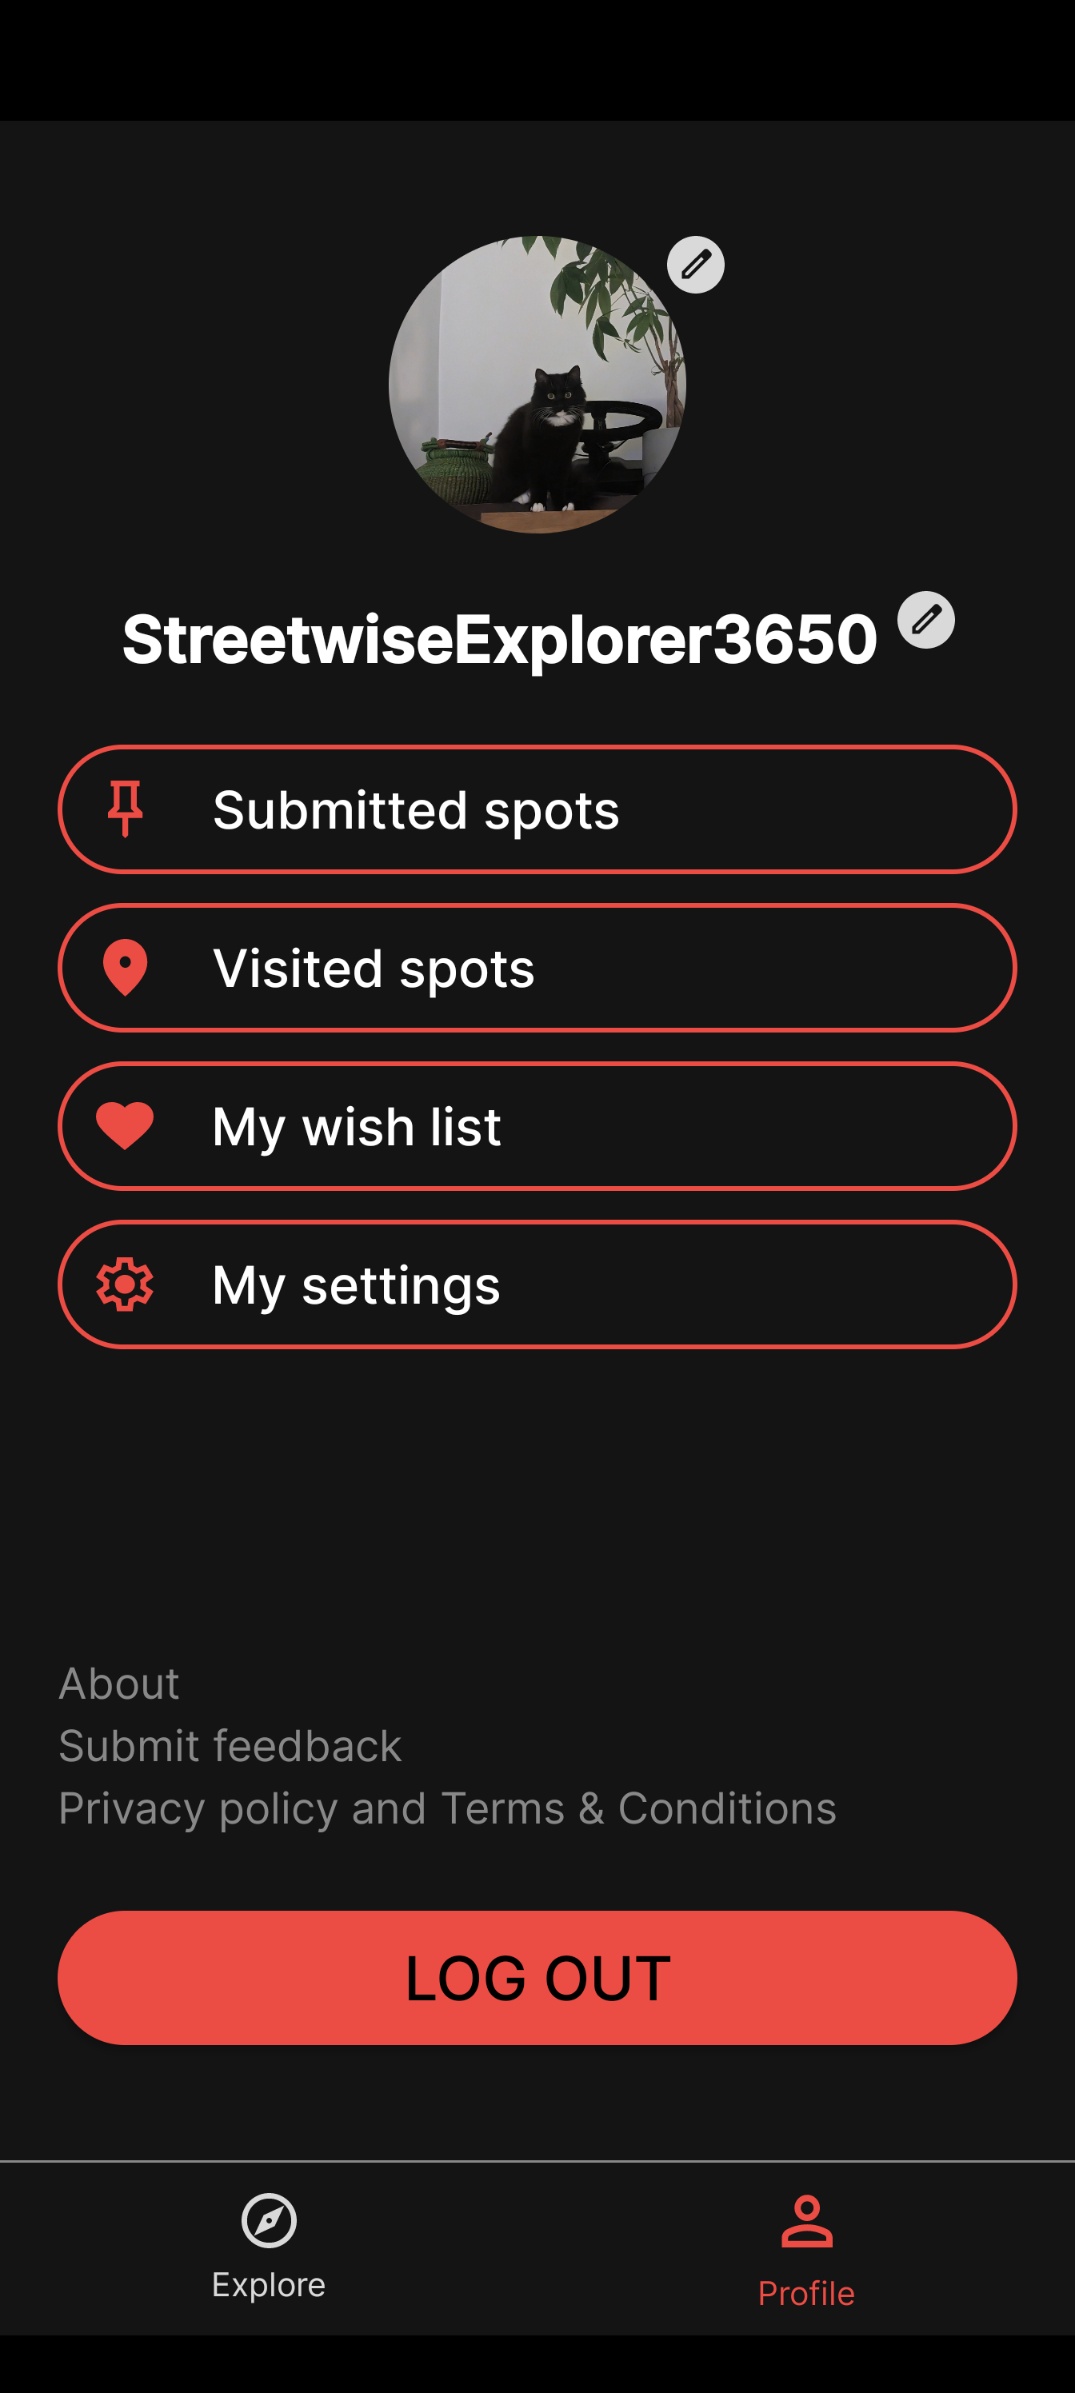 StreetwiseExplorer3650
Submitted spots
Visited spots
My wish list
My settings
About
Submit feedback
Privacy policy and Terms & Conditions
LOG OUT
Explore
Profile